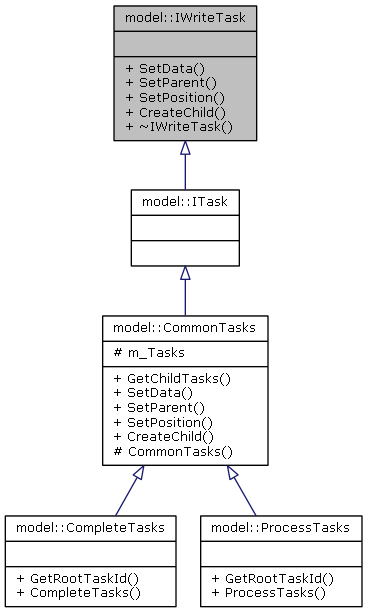 model::IWriteTask
+ SetData()
+ SetParent()
+ SetPosition()
+ CreateChild()
+ ~IWriteTask()
model::ITask
model::CommonTasks
# m_Tasks
+ GetChildTasks()
+ SetData()
+ SetParent()
+ SetPosition()
+ CreateChild()
# CommonTasks()
model::CompleteTasks
+ GetRootTaskId()
+ CompleteTasks()
model::ProcessTasks
+ GetRootTaskId()
+ ProcessTasks()